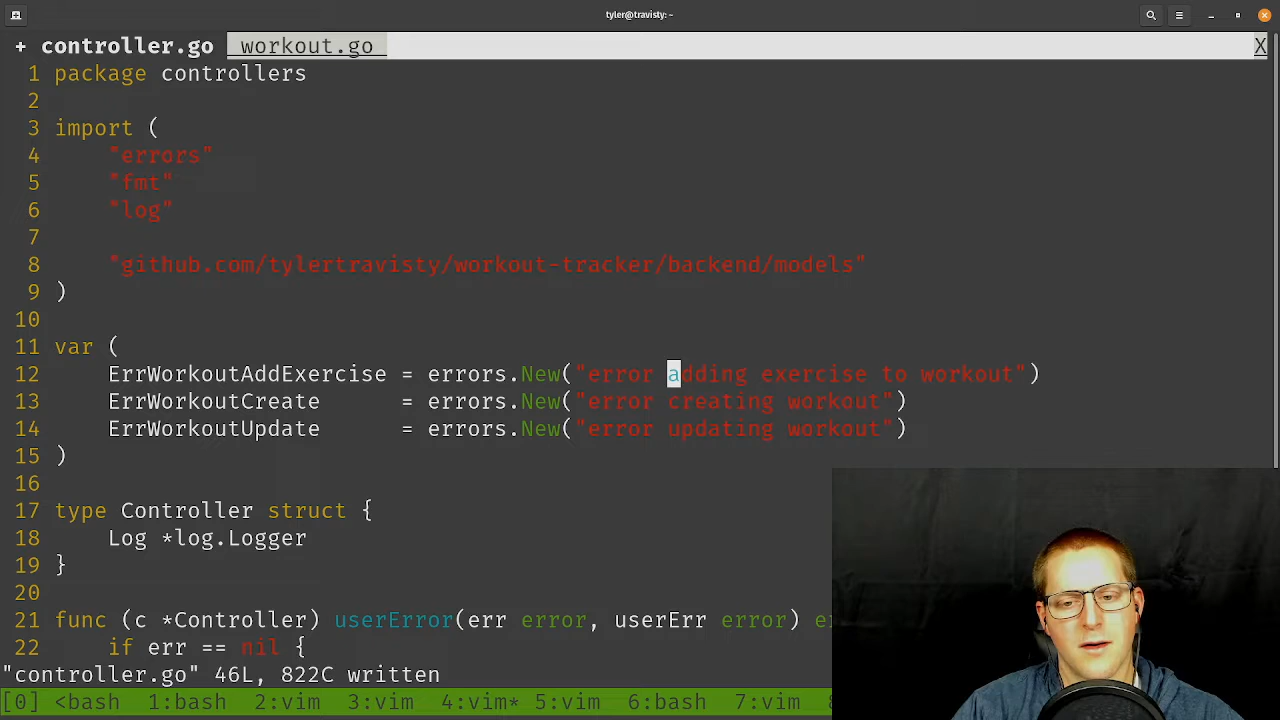 tyler@travisty: ~
+ controller.go workout.go X
1 package controllers
2
3 import (
4 "errors"
5 "fmt"
6 "log"
7
8 "github.com/tylertravisty/workout-tracker/backend/models"
9 )
10
11 var (
12 ErrWorkoutAddExercise = errors.New("error adding exercise to workout")
13 ErrWorkoutCreate = errors.New("error creating workout")
14 ErrWorkoutUpdate = errors.New("error updating workout")
15 )
16
17 type Controller struct {
18 Log *log.Logger
19 }
20
21 func (c *Controller) userError(err error, userErr error) er
22 if err == nil {
"controller.go" 46L, 822C written
[0] <bash 1:bash 2:vim 3:vim 4:vim* 5:vim 6:bash 7:vim 8